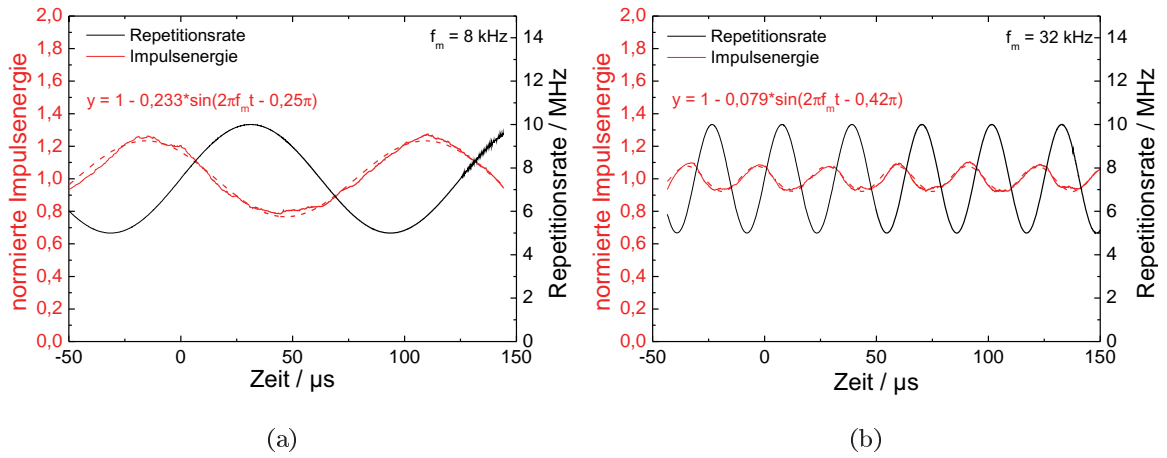 2,0
1,8
1,6
1,4
1,2
1,0
0,8
0,6
0,4
0,2
0,0
normierte Impulsenergie
Repetitionsrate
Impulsenergie
f_m = 8 kHz
y = 1 - 0,233*sin(2πf_mt - 0,25π)
14
12
10
8
6
4
2
0
Repetitionsrate / MHz
-50 0 50 100 150
Zeit / µs
(a)
2,0
1,8
1,6
1,4
1,2
1,0
0,8
0,6
0,4
0,2
0,0
normierte Impulsenergie
Repetitionsrate
Impulsenergie
f_m = 32 kHz
y = 1 - 0,079*sin(2πf_mt - 0,42π)
14
12
10
8
6
4
2
0
Repetitionsrate / MHz
-50 0 50 100 150
Zeit / µs
(b)